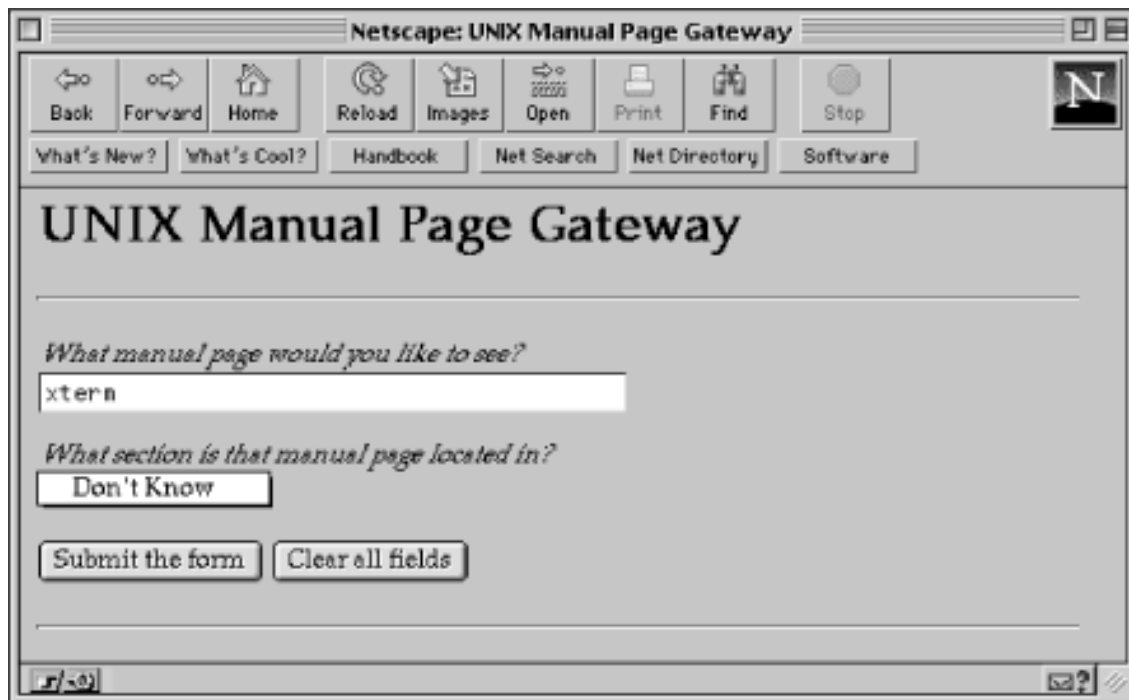 Netscape: UNIX Manual Page Gateway
Back Forward Home Reload Images Open Print Find Stop
N
What's New? What's Cool? Handbook Net Search Net Directory Software
UNIX Manual Page Gateway
What manual page would you like to see?
xterm
What section is that manual page located in?
Don't Know
Submit the form Clear all fields
?